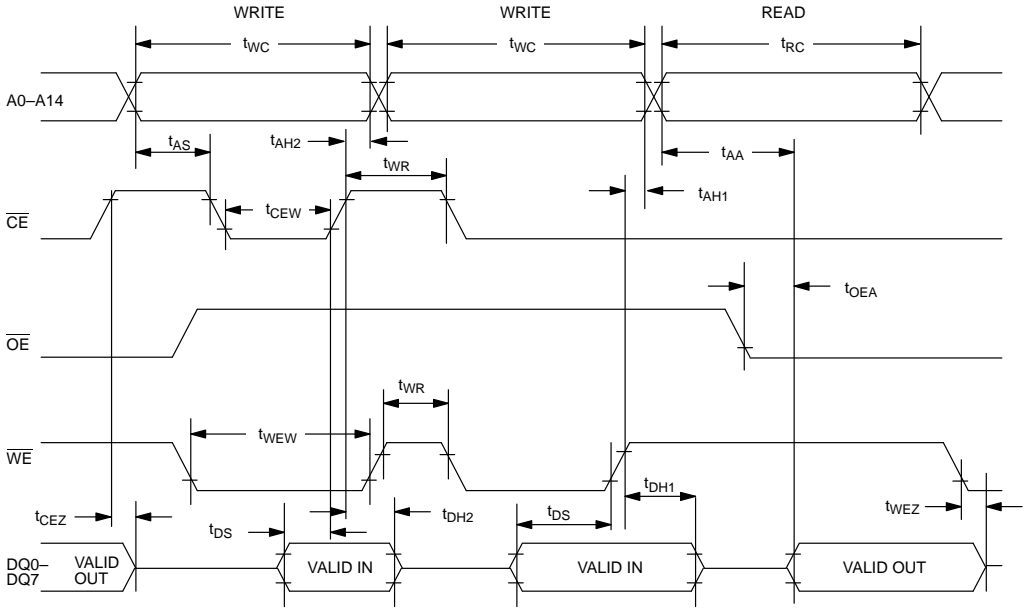 WRITE WRITE READ
tWC tWC tRC
A0–A14
tAS tAH2 tWR tAA
tAH1
CE tCEW
tOEA
OE
tWR
tWEW
WE
tDH1
tCEZ tDS tDH2 tDS tWEZ
DQ0–DQ7 VALID OUT VALID IN VALID IN VALID OUT